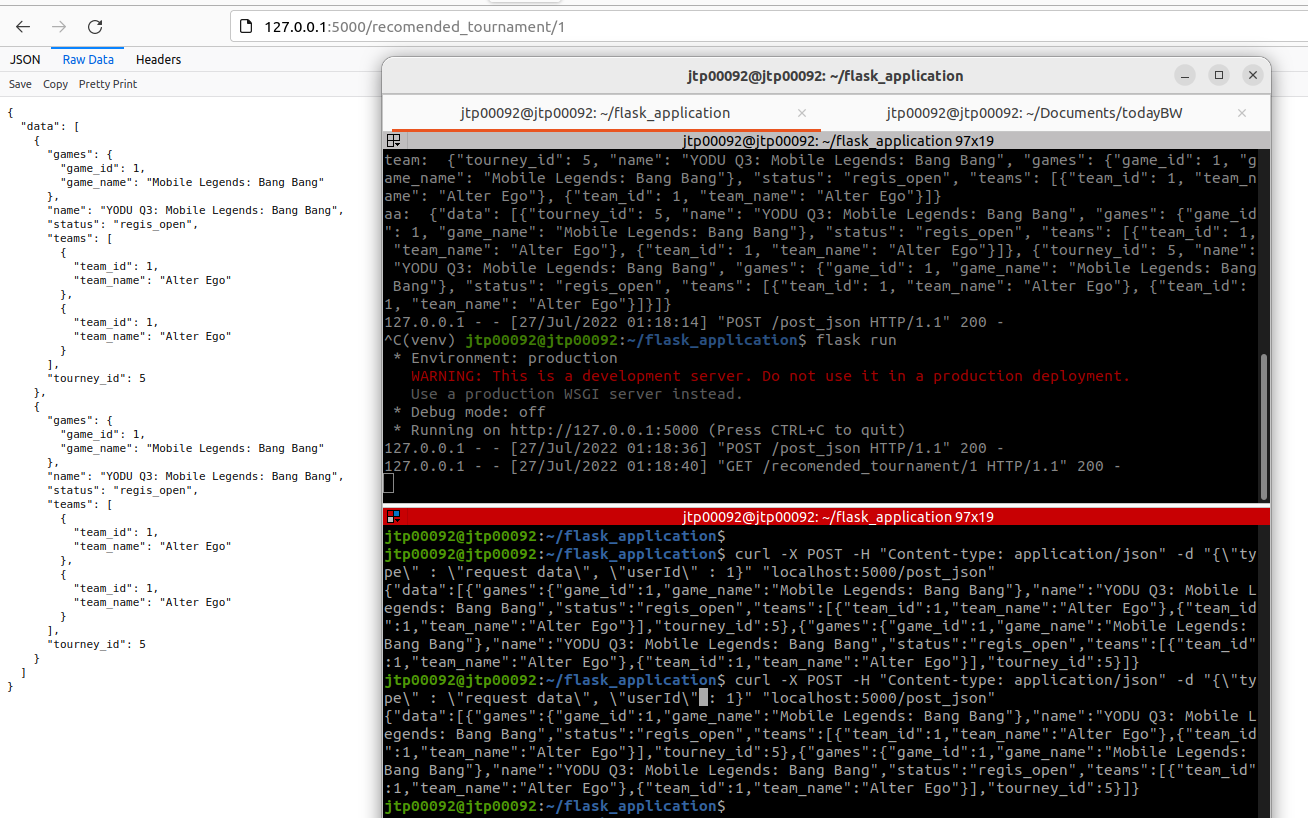 127.0.0.1:5000/recomended_tournament/1
JSON Raw Data Headers
Save Copy Pretty Print
{
"data": [
{
"games": {
"game_id": 1,
"game_name": "Mobile Legends: Bang Bang"
},
"name": "YODU Q3: Mobile Legends: Bang Bang",
"status": "regis_open",
"teams": [
{
"team_id": 1,
"team_name": "Alter Ego"
},
{
"team_id": 1,
"team_name": "Alter Ego"
}
],
"tourney_id": 5
},
{
"games": {
"game_id": 1,
"game_name": "Mobile Legends: Bang Bang"
},
"name": "YODU Q3: Mobile Legends: Bang Bang",
"status": "regis_open",
"teams": [
{
"team_id": 1,
"team_name": "Alter Ego"
},
{
"team_id": 1,
"team_name": "Alter Ego"
}
],
"tourney_id": 5
}
]
}
jtp00092@jtp00092: ~/flask_application
jtp00092@jtp00092: ~/flask_application
jtp00092@jtp00092: ~/Documents/todayBW
jtp00092@jtp00092: ~/flask_application 97x19
team:  {"tourney_id": 5, "name": "YODU Q3: Mobile Legends: Bang Bang", "games": {"game_id": 1, "g
ame_name": "Mobile Legends: Bang Bang"}, "status": "regis_open", "teams": [{"team_id": 1, "team_n
ame": "Alter Ego"}, {"team_id": 1, "team_name": "Alter Ego"}]}
aa:  {"data": [{"tourney_id": 5, "name": "YODU Q3: Mobile Legends: Bang Bang", "games": {"game_id
": 1, "game_name": "Mobile Legends: Bang Bang"}, "status": "regis_open", "teams": [{"team_id": 1,
"team_name": "Alter Ego"}, {"team_id": 1, "team_name": "Alter Ego"}]}, {"tourney_id": 5, "name":
"YODU Q3: Mobile Legends: Bang Bang", "games": {"game_id": 1, "game_name": "Mobile Legends: Bang
Bang"}, "status": "regis_open", "teams": [{"team_id": 1, "team_name": "Alter Ego"}, {"team_id":
1, "team_name": "Alter Ego"}]}]}
127.0.0.1 - - [27/Jul/2022 01:18:14] "POST /post_json HTTP/1.1" 200 -
^C(venv) jtp00092@jtp00092:~/flask_application$ flask run
* Environment: production
WARNING: This is a development server. Do not use it in a production deployment.
Use a production WSGI server instead.
* Debug mode: off
* Running on http://127.0.0.1:5000 (Press CTRL+C to quit)
127.0.0.1 - - [27/Jul/2022 01:18:36] "POST /post_json HTTP/1.1" 200 -
127.0.0.1 - - [27/Jul/2022 01:18:40] "GET /recomended_tournament/1 HTTP/1.1" 200 -
jtp00092@jtp00092: ~/flask_application 97x19
jtp00092@jtp00092:~/flask_application$
jtp00092@jtp00092:~/flask_application$ curl -X POST -H "Content-type: application/json" -d "{\"ty
pe\" : \"request data\", \"userId\" : 1}" "localhost:5000/post_json"
{"data":[{"games":{"game_id":1,"game_name":"Mobile Legends: Bang Bang"},"name":"YODU Q3: Mobile L
egends: Bang Bang","status":"regis_open","teams":[{"team_id":1,"team_name":"Alter Ego"},{"team_id
":1,"team_name":"Alter Ego"}],"tourney_id":5},{"games":{"game_id":1,"game_name":"Mobile Legends:
Bang Bang"},"name":"YODU Q3: Mobile Legends: Bang Bang","status":"regis_open","teams":[{"team_id"
:1,"team_name":"Alter Ego"},{"team_id":1,"team_name":"Alter Ego"}],"tourney_id":5}]}
jtp00092@jtp00092:~/flask_application$ curl -X POST -H "Content-type: application/json" -d "{\"ty
pe\" : \"request data\", \"userId\" : 1}" "localhost:5000/post_json"
{"data":[{"games":{"game_id":1,"game_name":"Mobile Legends: Bang Bang"},"name":"YODU Q3: Mobile L
egends: Bang Bang","status":"regis_open","teams":[{"team_id":1,"team_name":"Alter Ego"},{"team_id
":1,"team_name":"Alter Ego"}],"tourney_id":5},{"games":{"game_id":1,"game_name":"Mobile Legends:
Bang Bang"},"name":"YODU Q3: Mobile Legends: Bang Bang","status":"regis_open","teams":[{"team_id"
:1,"team_name":"Alter Ego"},{"team_id":1,"team_name":"Alter Ego"}],"tourney_id":5}]}
jtp00092@jtp00092:~/flask_application$